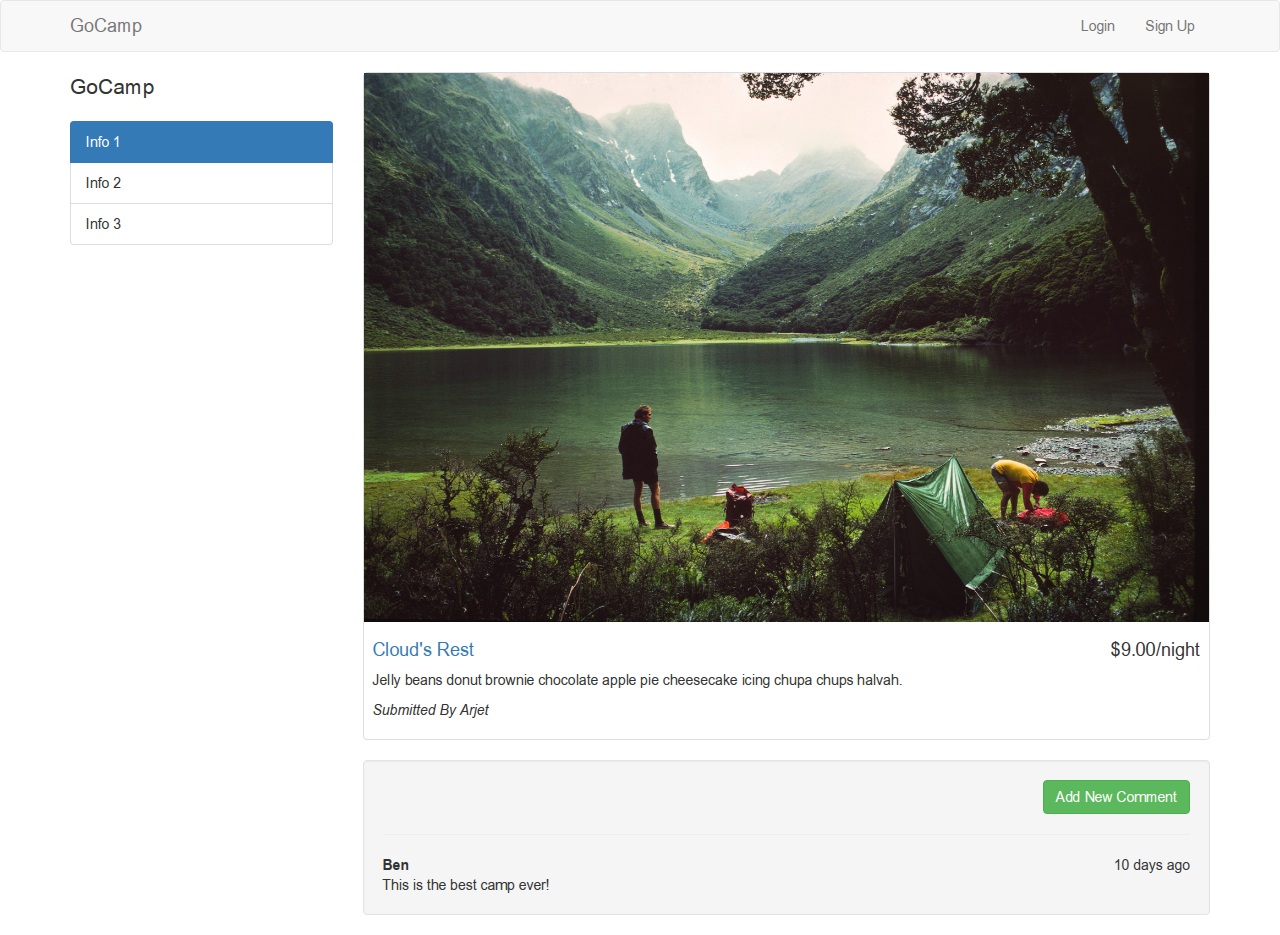 GoCamp
Login
Sign Up
GoCamp
Info 1
Info 2
Info 3
Cloud's Rest
$9.00/night
Jelly beans donut brownie chocolate apple pie cheesecake icing chupa chups halvah.
Submitted By Arjet
Add New Comment
Ben
10 days ago
This is the best camp ever!